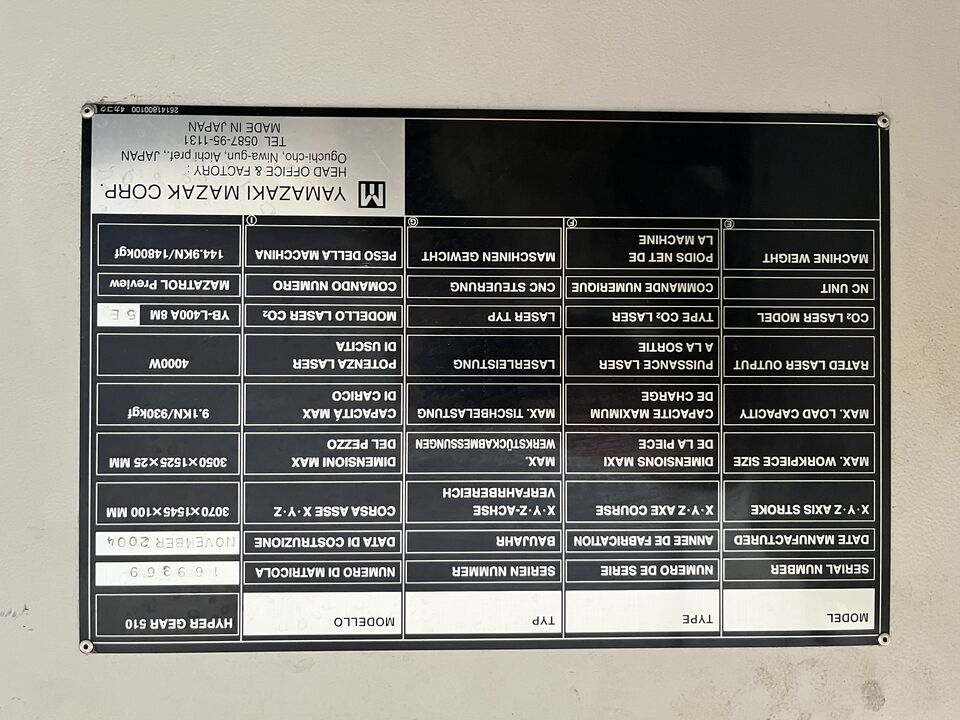 MODEL TYPE TYP MODELLO HYPER GEAR 510
SERIAL NUMBER NUMERO DE SERIE SERIEN NUMMER NUMERO DI MATRICOLA 169369
DATE MANUFACTURED ANNEE DE FABRICATION BAUJAHR DATA DI COSTRUZIONE NOVEMBER 2004
X·Y·Z AXIS STROKE X·Y·Z AXE COURSE X·Y·Z-ACHSE CORSA ASSE X·Y·Z 3070×1545×100 MM
VERFAHRBEREICH
MAX. WORKPIECE SIZE DIMENSIONS MAXI MAX. DIMENSIONI MAX 3050×1525×25 MM
DE LA PIECE WERKSTÜCKABMESSUNGEN DEL PEZZO
MAX. LOAD CAPACITY CAPACITE MAXIMUM MAX. TISCHBELASTUNG CAPACITÁ MAX 9.1KN/930kgf
DE CHARGE DI CARICO
RATED LASER OUTPUT PUISSANCE LASER LASERLEISTUNG POTENZA LASER 4000W
A LA SORTIE DI USCITA
CO₂ LASER MODEL TYPE CO₂ LASER LASER TYP MODELLO LASER CO₂ YB-L400A 8M 5 E
NC UNIT COMMANDE NUMERIQUE CNC STEUERUNG COMANDO NUMERO MAZATROL Preview
MACHINE WEIGHT POIDS NET DE MASCHINEN GEWICHT PESO DELLA MACCHINA 144.9KN/14800kgf
LA MACHINE
E F G I
M YAMAZAKI MAZAK CORP.
HEAD OFFICE & FACTORY :
Oguchi-cho, Niwa-gun, Aichi pref., JAPAN
TEL 0587-95-1131
MADE IN JAPAN
26141800100 4カコク